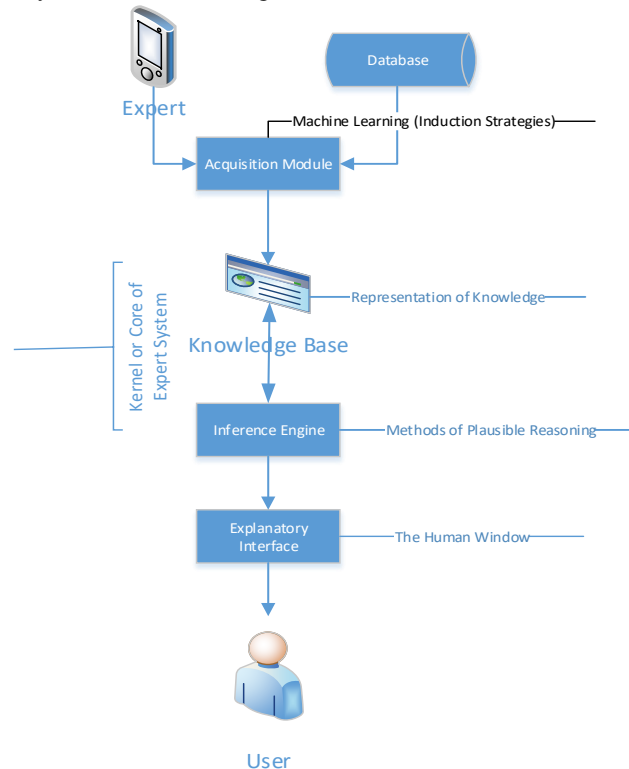 Database
Expert
Machine Learning (Induction Strategies)
Acquisition Module
Representation of Knowledge
Kernel or Core of
Expert System
Knowledge Base
Inference Engine
Methods of Plausible Reasoning
Explanatory
Interface
The Human Window
User